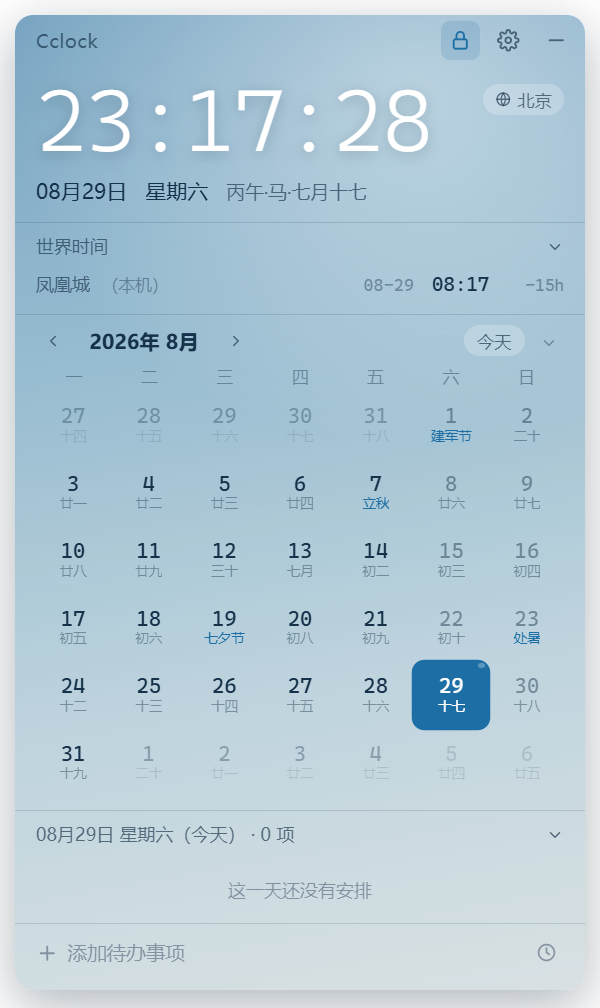 Cclock
23:17:28
北京
08月29日 星期六 丙午·马·七月十七
世界时间
凤凰城 (本机) 08-29 08:17 -15h
2026年 8月 今天
一 二 三 四 五 六 日
27 28 29 30 31 1 2
十四 十五 十六 十七 十八 建军节 二十
3 4 5 6 7 8 9
廿一 廿二 廿三 廿四 立秋 廿六 廿七
10 11 12 13 14 15 16
廿八 廿九 三十 七月 初二 初三 初四
17 18 19 20 21 22 23
初五 初六 七夕节 初八 初九 初十 处暑
24 25 26 27 28 29 30
十二 十三 十四 十五 十六 十七 十八
31 1 2 3 4 5 6
十九 二十 廿一 廿二 廿三 廿四 廿五
08月29日 星期六（今天） · 0 项
这一天还没有安排
+ 添加待办事项